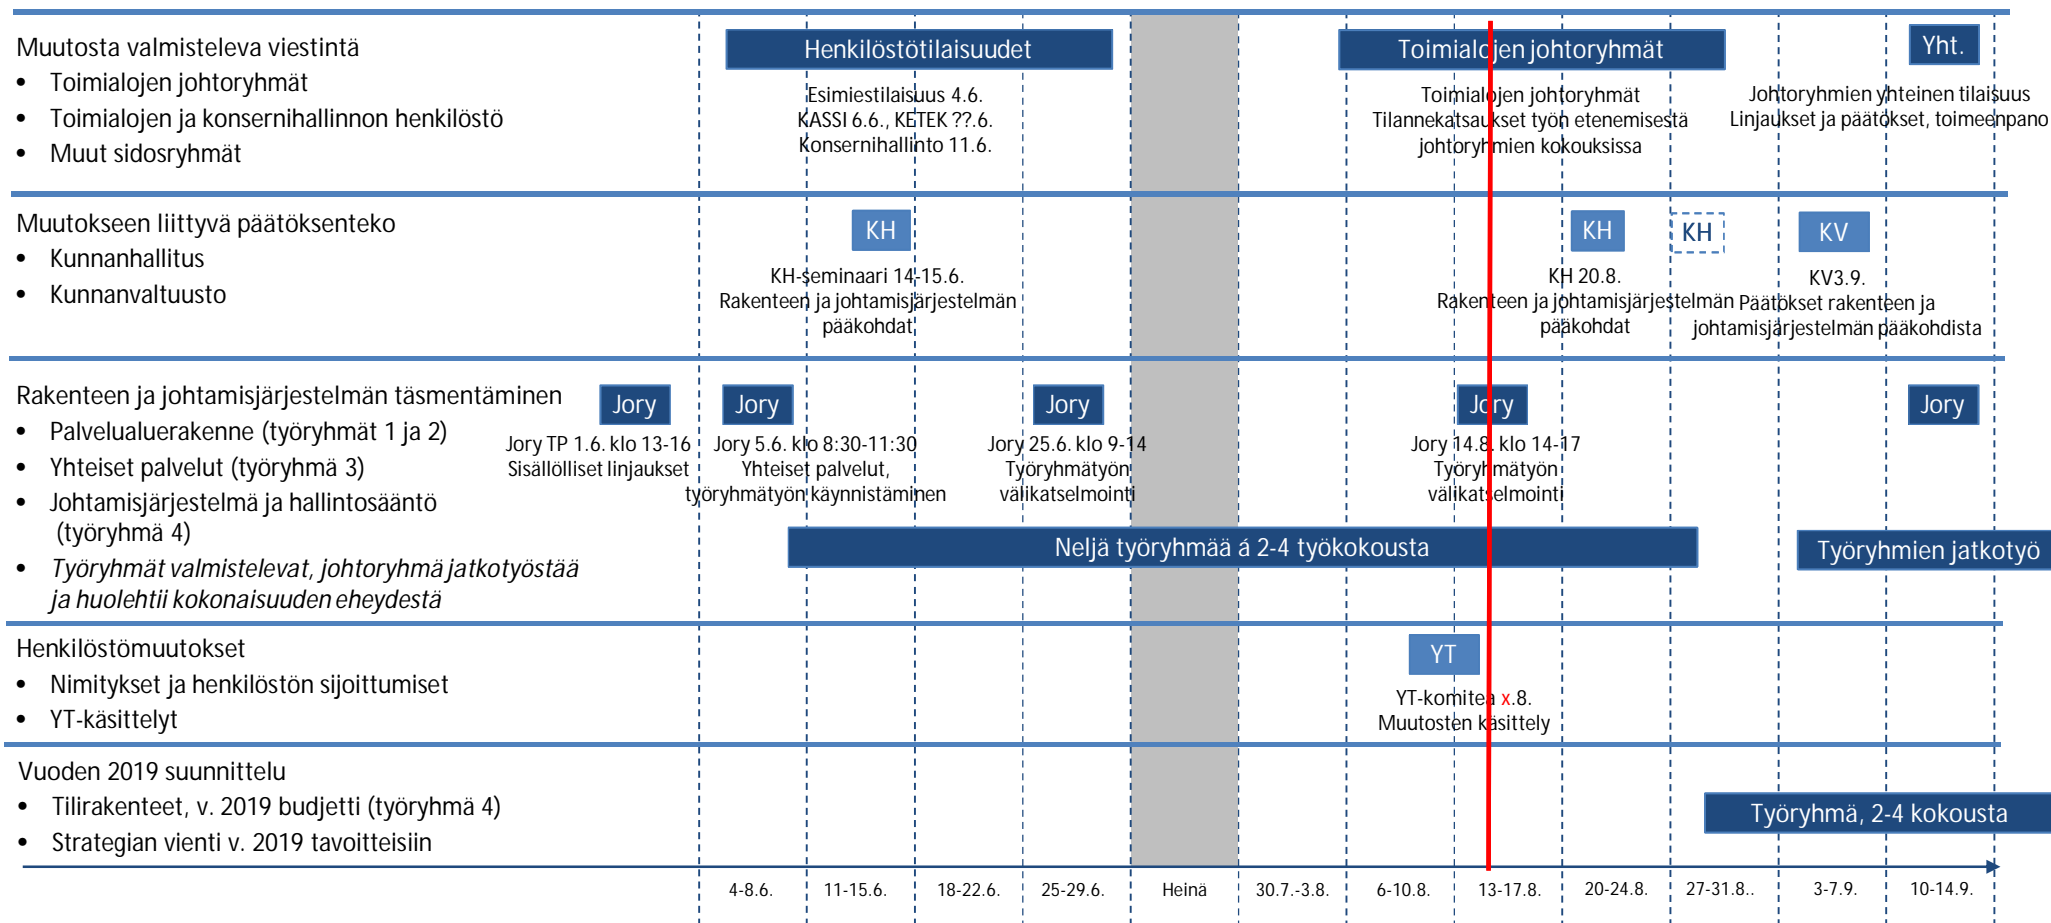 Muutosta valmisteleva viestintä
• Toimialojen johtoryhmät
• Toimialojen ja konsernihallinnon henkilöstö
• Muut sidosryhmät
Henkilöstötilaisuudet
Esimiestilaisuus 4.6.
KASSI 6.6., KETEK ??.6.
Konsernihallinto 11.6.
Toimialojen johtoryhmät
Toimialojen johtoryhmät
Tilannekatsaukset työn etenemisestä
johtoryhmien kokouksissa
Yht.
Johtoryhmien yhteinen tilaisuus
Linjaukset ja päätökset, toimeenpano
Muutokseen liittyvä päätöksenteko
• Kunnanhallitus
• Kunnanvaltuusto
KH
KH-seminaari 14-15.6.
Rakenteen ja johtamisjärjestelmän
pääkohdat
KH
KH 20.8.
Rakenteen ja johtamisjärjestelmän
pääkohdat
KH
KV
KV3.9.
Päätökset rakenteen ja
johtamisjärjestelmän pääkohdista
Rakenteen ja johtamisjärjestelmän täsmentäminen
• Palvelualuerakenne (työryhmät 1 ja 2)
• Yhteiset palvelut (työryhmä 3)
• Johtamisjärjestelmä ja hallintosääntö
(työryhmä 4)
• Työryhmät valmistelevat, johtoryhmä jatkotyöstää
ja huolehtii kokonaisuuden eheydestä
Jory
Jory TP 1.6. klo 13-16
Sisällölliset linjaukset
Jory
Jory 5.6. klo 8:30-11:30
Yhteiset palvelut,
työryhmätyön käynnistäminen
Jory
Jory 25.6. klo 9-14
Työryhmätyön
välikatselmointi
Jory
Jory 14.8. klo 14-17
Työryhmätyön
välikatselmointi
Jory
Neljä työryhmää á 2-4 työkokousta
Työryhmien jatkotyö
Henkilöstömuutokset
• Nimitykset ja henkilöstön sijoittumiset
• YT-käsittelyt
YT
YT-komitea x.8.
Muutosten käsittely
Vuoden 2019 suunnittelu
• Tilirakenteet, v. 2019 budjetti (työryhmä 4)
• Strategian vienti v. 2019 tavoitteisiin
Työryhmä, 2-4 kokousta
4-8.6.
11-15.6.
18-22.6.
25-29.6.
Heinä
30.7.-3.8.
6-10.8.
13-17.8.
20-24.8.
27-31.8..
3-7.9.
10-14.9.